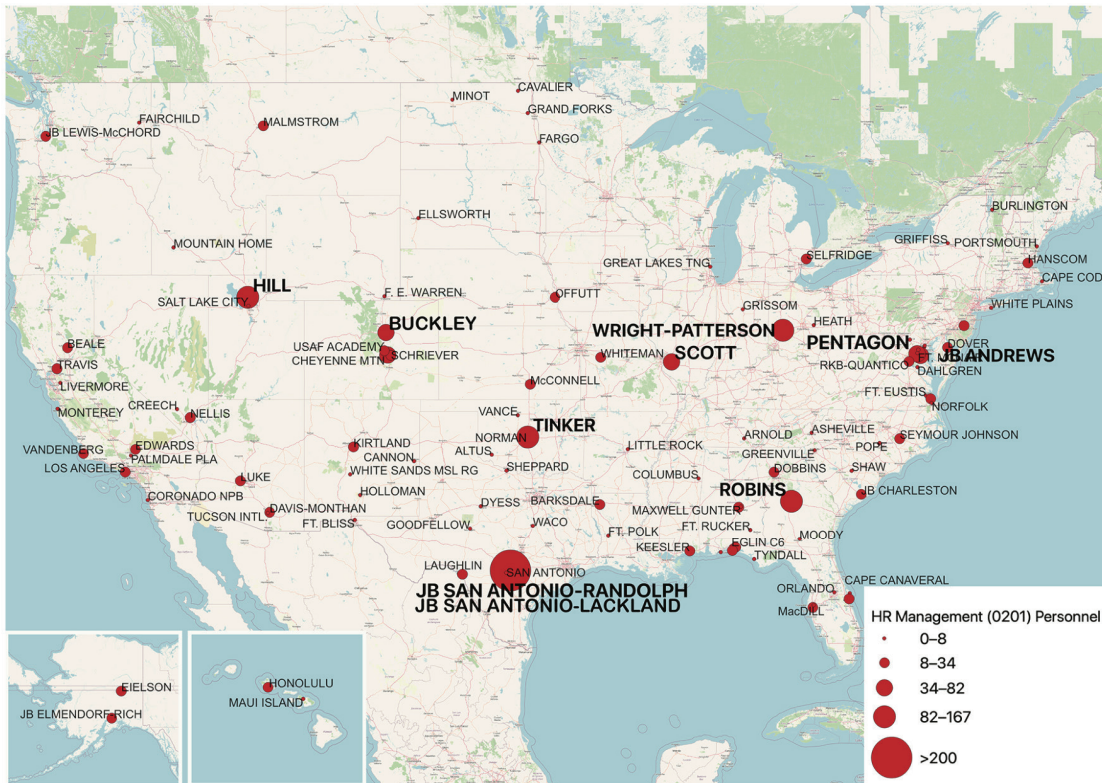 CAVALIER
MINOT
GRAND FORKS
FAIRCHILD
MALMSTROM
JB LEWIS-McCHORD
FARGO
BURLINGTON
ELLSWORTH
GRIFFISS
PORTSMOUTH
MOUNTAIN HOME
SELFRIDGE
GREAT LAKES TNG
HANSCOM
CAPE COD
HILL
F. E. WARREN
OFFUTT
SALT LAKE CITY
GRISSOM
WHITE PLAINS
BUCKLEY
WRIGHT-PATTERSON
HEATH
USAF ACADEMY
PENTAGON
DOVER
BEALE
CHEYENNE MTN
SCHRIEVER
WHITEMAN
SCOTT
JB ANDREWS
TRAVIS
RKB-QUANTICO
DAHLGREN
LIVERMORE
McCONNELL
FT. EUSTIS
MONTEREY
CREECH
NELLIS
VANCE
NORFOLK
TINKER
NORMAN
ARNOLD
ASHEVILLE
SEYMOUR JOHNSON
VANDENBERG
EDWARDS
KIRTLAND
ALTUS
LITTLE ROCK
POPE
PALMDALE PLA
CANNON
GREENVILLE
LOS ANGELES
WHITE SANDS MSL RG
SHEPPARD
COLUMBUS
DOBBINS
SHAW
LUKE
HOLLOMAN
ROBINS
JB CHARLESTON
CORONADO NPB
DYESS
BARKSDALE
DAVIS-MONTHAN
MAXWELL GUNTER
TUCSON INTL.
FT. BLISS
GOODFELLOW
WACO
FT. RUCKER
FT. POLK
MOODY
KEESLER
EGLIN C6
TYNDALL
LAUGHLIN
SAN ANTONIO
CAPE CANAVERAL
ORLANDO
JB SAN ANTONIO-RANDOLPH
JB SAN ANTONIO-LACKLAND
MacDILL
HR Management (0201) Personnel
0–8
8–34
34–82
82–167
>200
EIELSON
JB ELMENDORF-RICH
HONOLULU
MAUI ISLAND